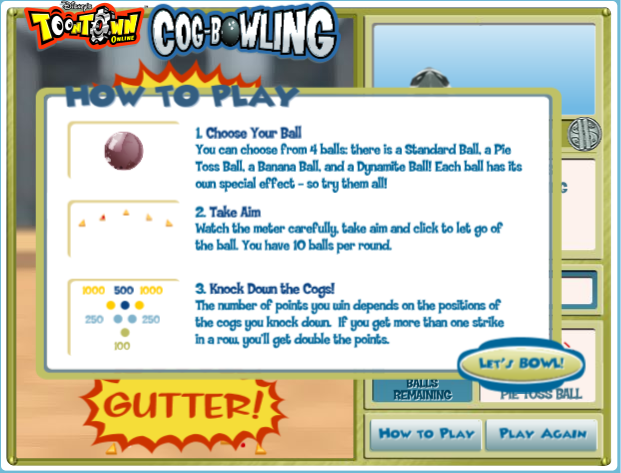 Disney's
TOONTOWN
ONLINE
COG-BOWLING
HOW TO PLAY
1. Choose Your Ball
You can choose from 4 balls: there is a Standard Ball, a Pie
Toss Ball, a Banana Ball, and a Dynamite Ball! Each ball has its
own special effect - so try them all!
2. Take Aim
Watch the meter carefully, take aim and click to let go of
the ball. You have 10 balls per round.
1000 500 1000
250 250
100
3. Knock Down the Cogs!
The number of points you win depends on the positions of
the cogs you knock down. If you get more than one strike
in a row, you'll get double the points.
LET'S BOWL!
GUTTER!
BALLS
REMAINING
PIE TOSS BALL
HOW TO PLAY
PLAY AGAIN